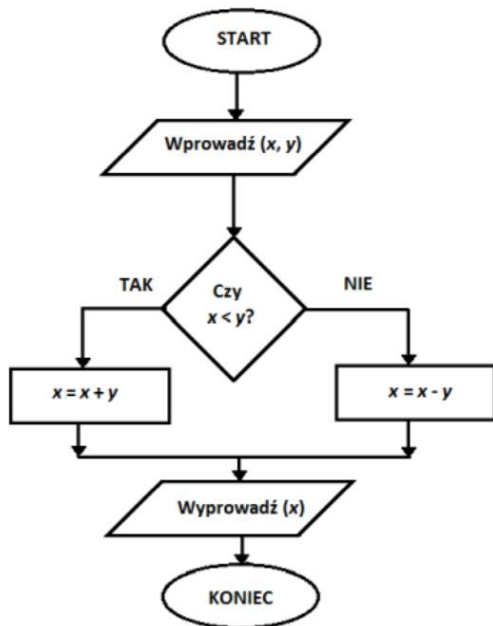 START
Wprowadź (x, y)
TAK
Czy
x < y?
NIE
x = x + y
x = x - y
Wyprowadź (x)
KONIEC